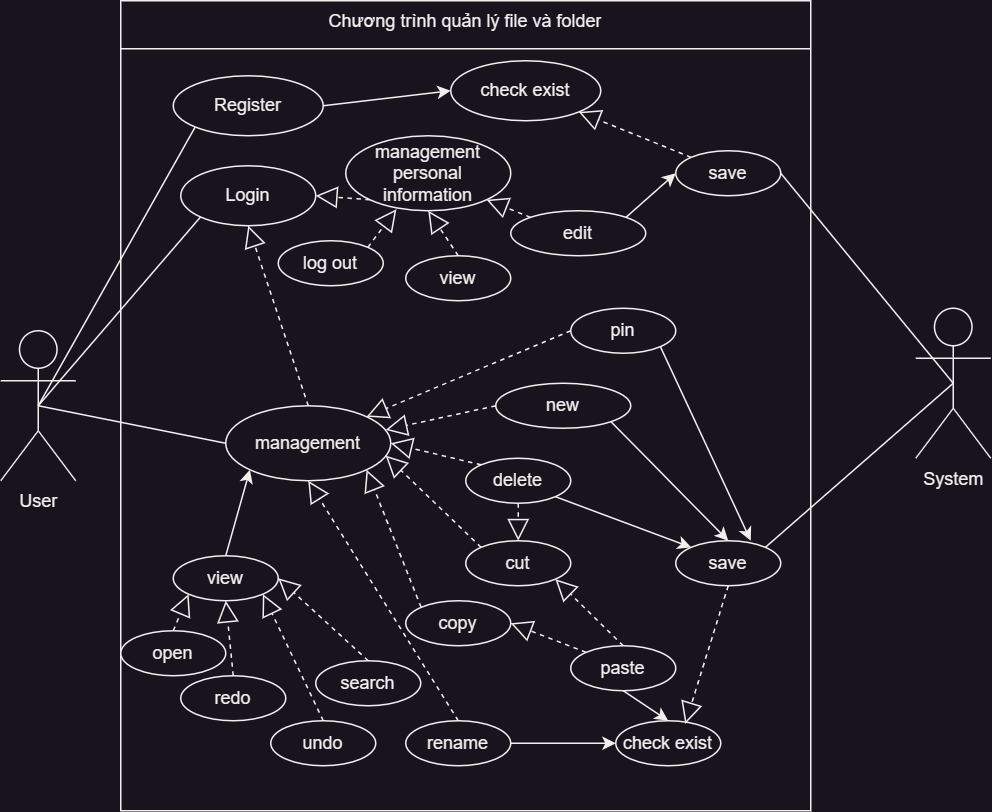 Chương trình quản lý file và folder
Register
check exist
management
personal
information
Login
save
edit
log out
view
pin
new
management
delete
User
System
cut
save
view
copy
open
paste
search
redo
undo
rename
check exist